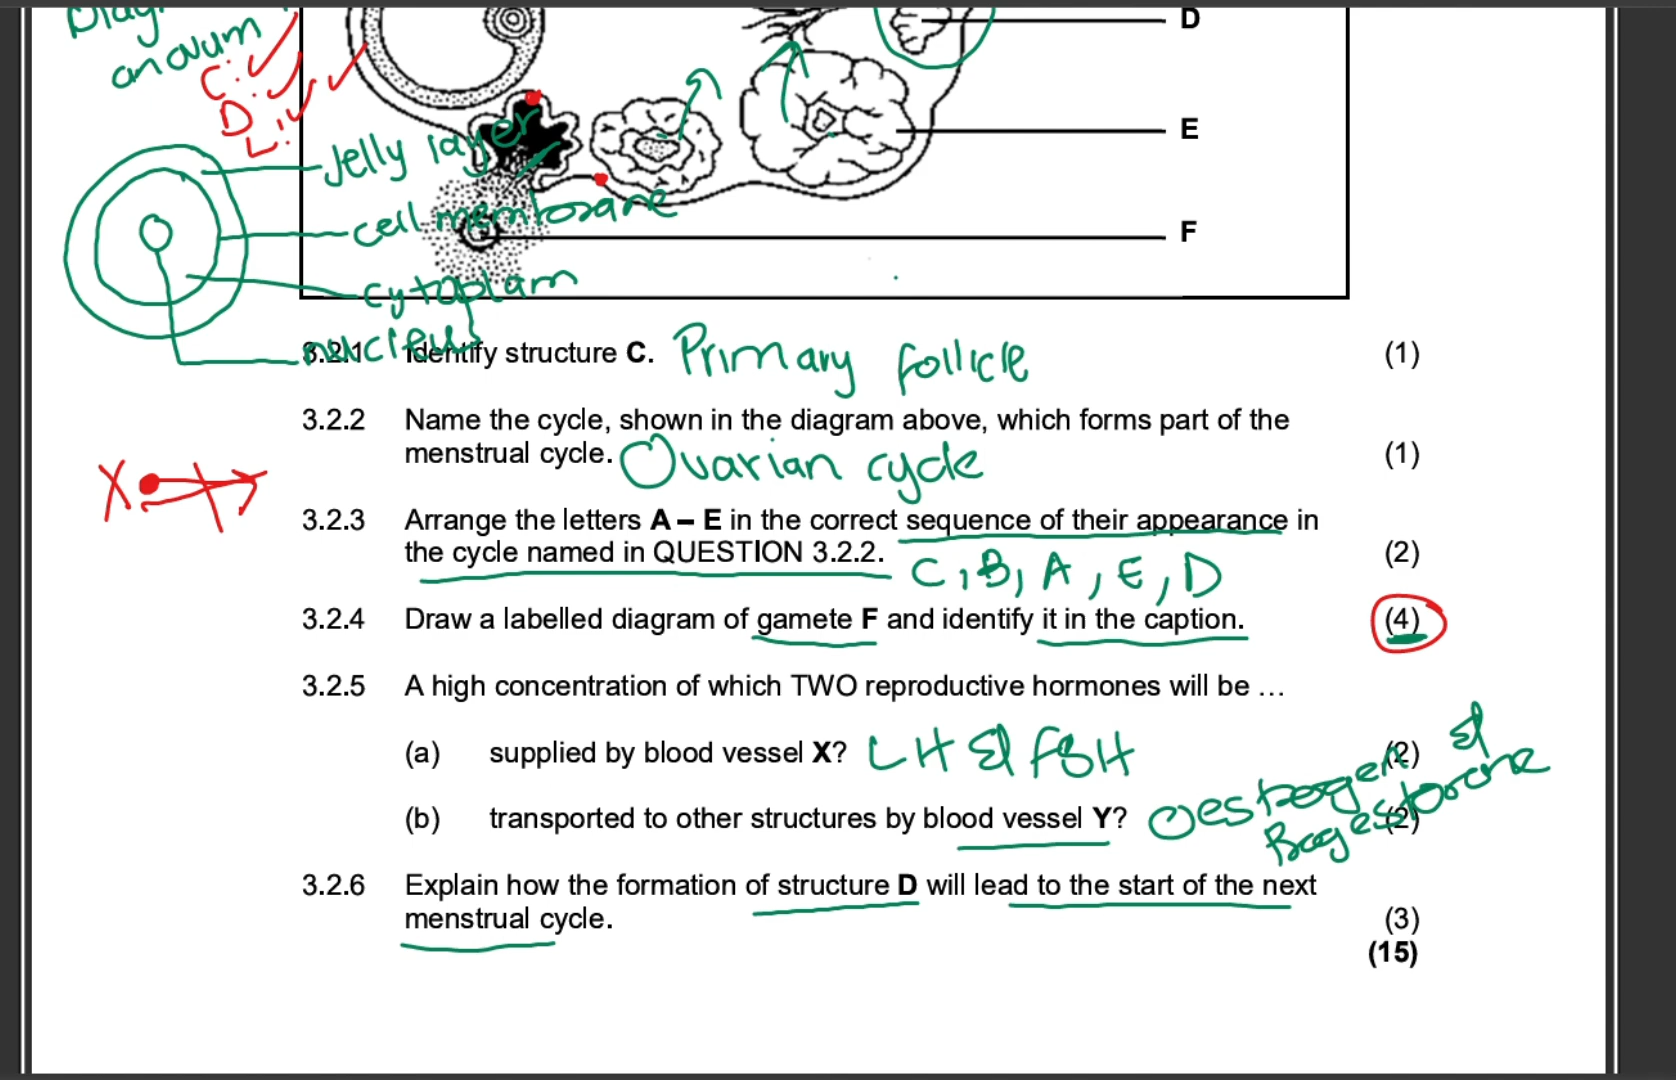 D
an ovum
C:
D
L:
E
Jelly layer
F
cell membrane
cytoplam
nucleus
3.2.1 Identify structure C. Primary follicle (1)
3.2.2 Name the cycle, shown in the diagram above, which forms part of the
menstrual cycle. Ovarian cycle (1)
X
3.2.3 Arrange the letters A – E in the correct sequence of their appearance in
the cycle named in QUESTION 3.2.2. C, B, A, E, D (2)
3.2.4 Draw a labelled diagram of gamete F and identify it in the caption. (4)
3.2.5 A high concentration of which TWO reproductive hormones will be …
(a) supplied by blood vessel X? LH & FSH (2)
(b) transported to other structures by blood vessel Y? Oestrogen & (2)
3.2.6 Explain how the formation of structure D will lead to the start of the next
menstrual cycle. (3)
(15)